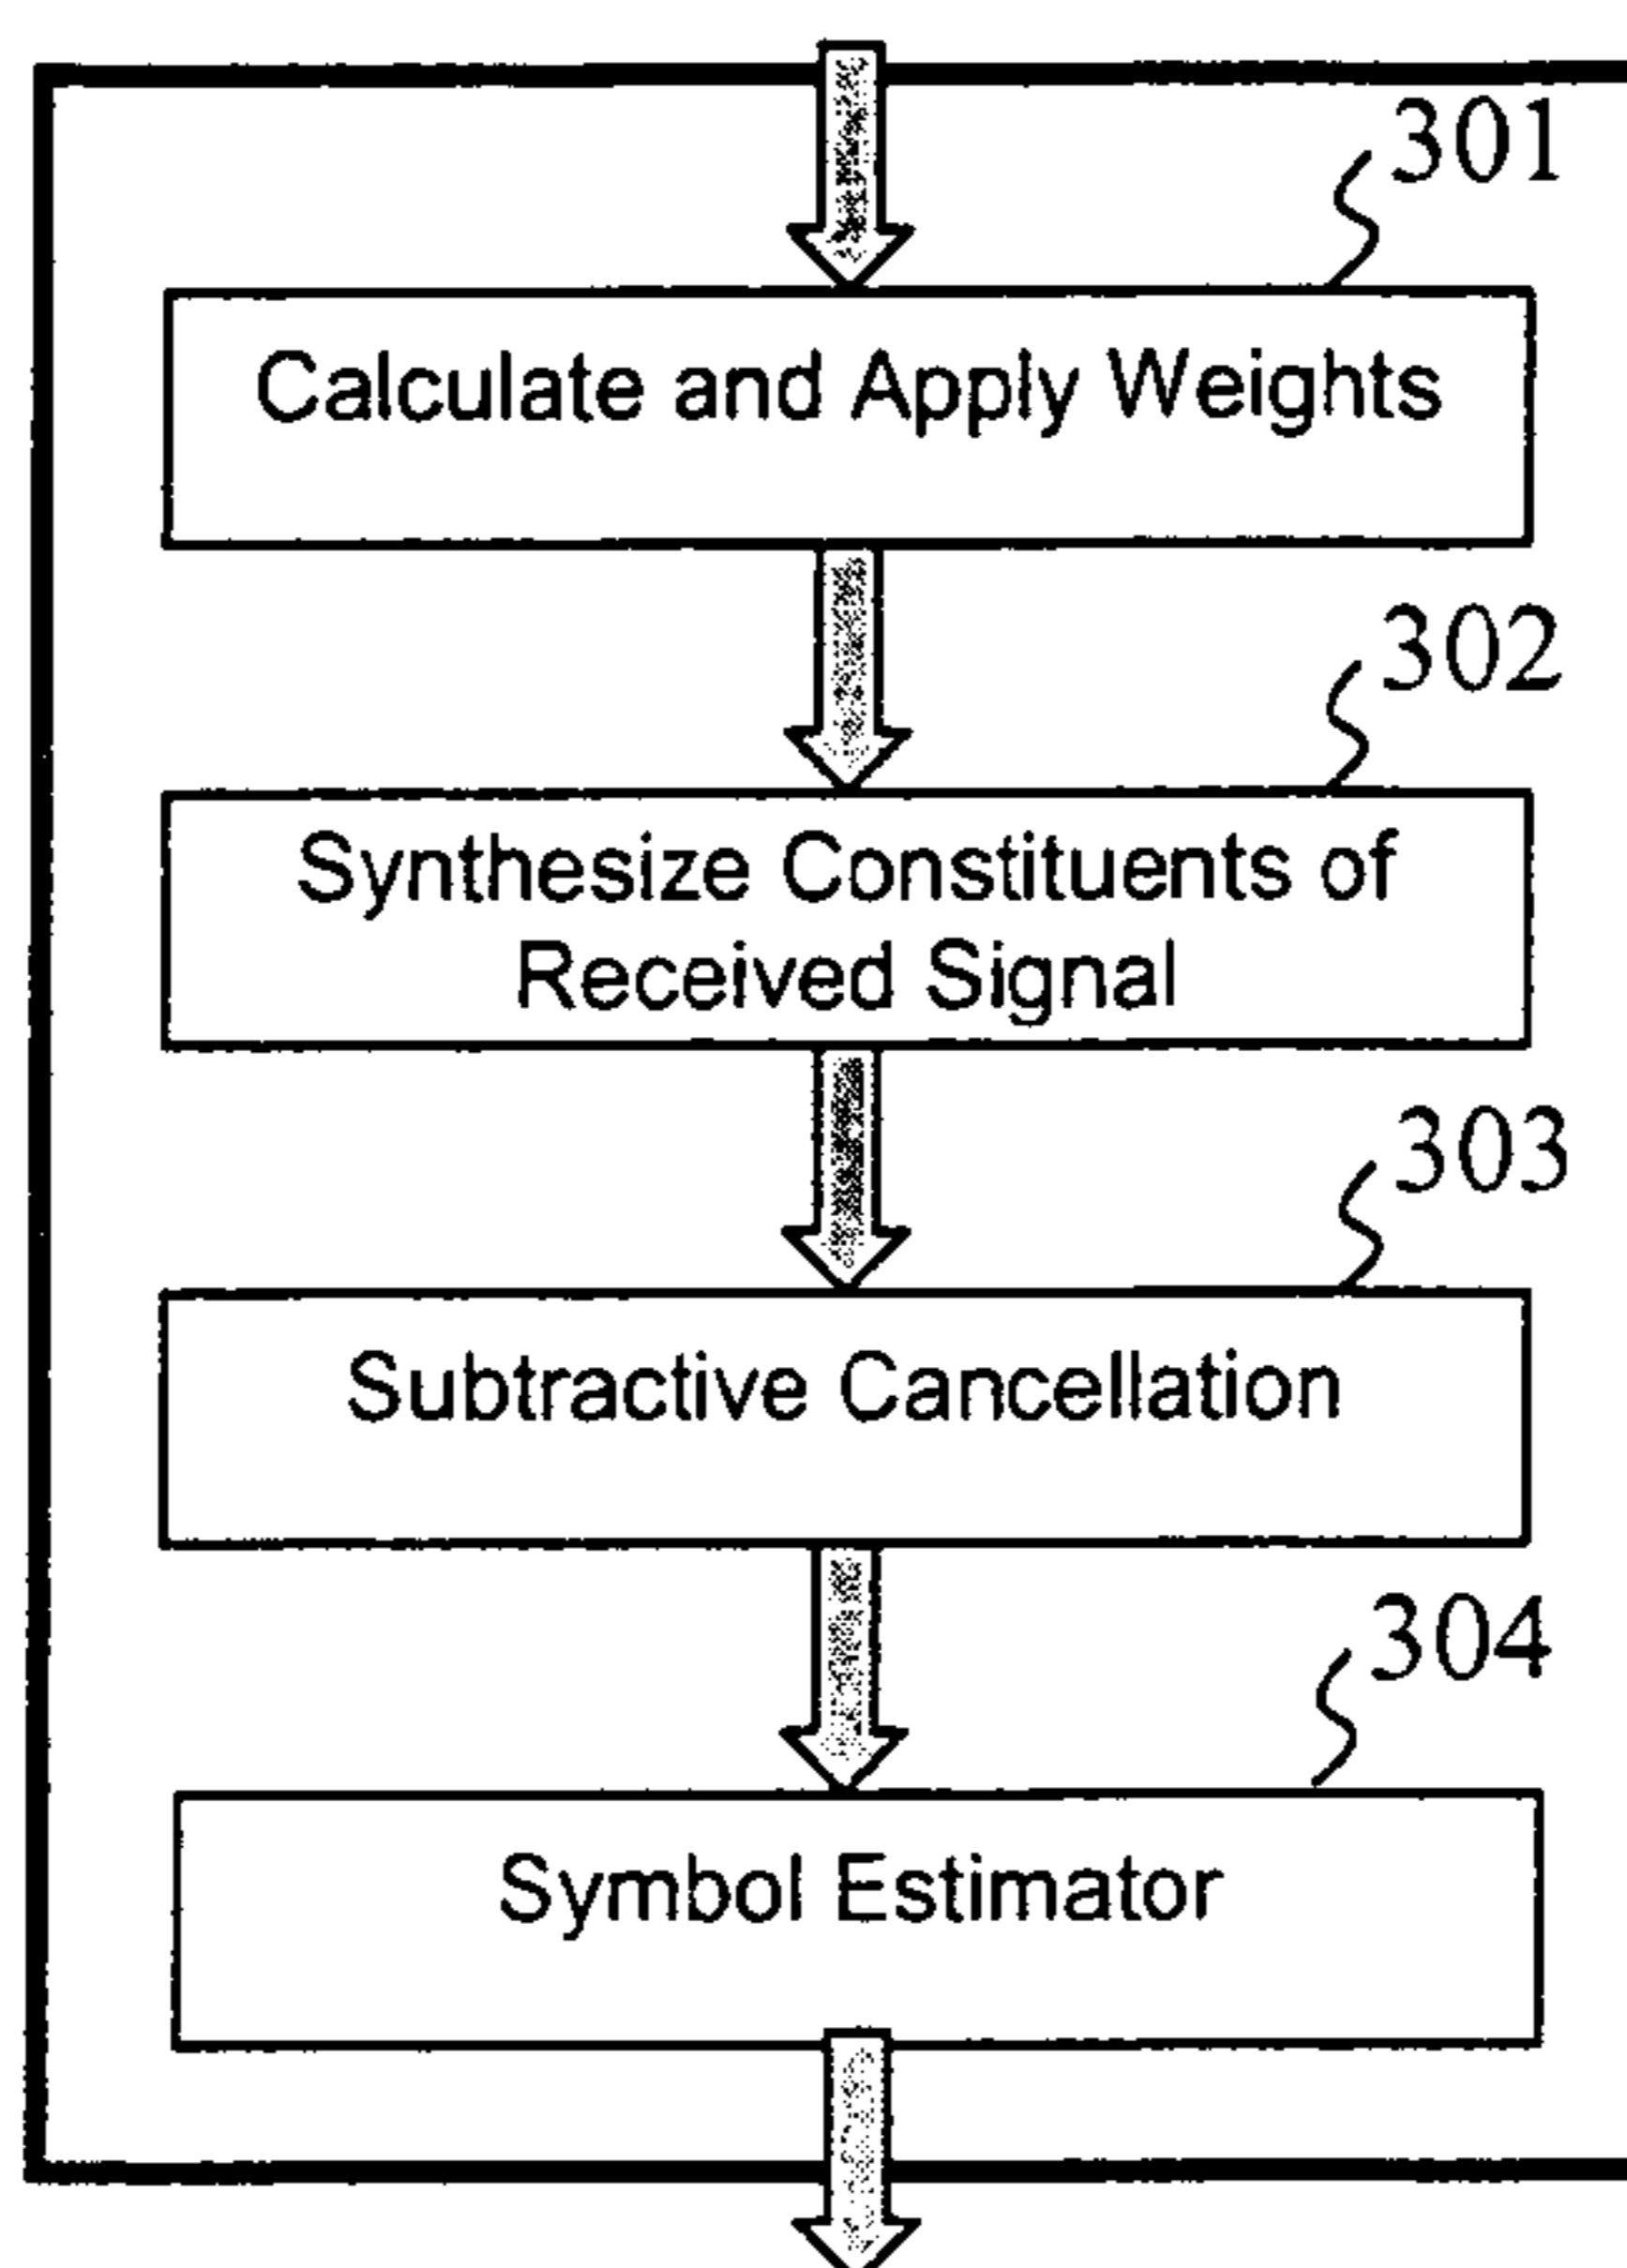 301
Calculate and Apply Weights
302
Synthesize Constituents of
Received Signal
303
Subtractive Cancellation
304
Symbol Estimator